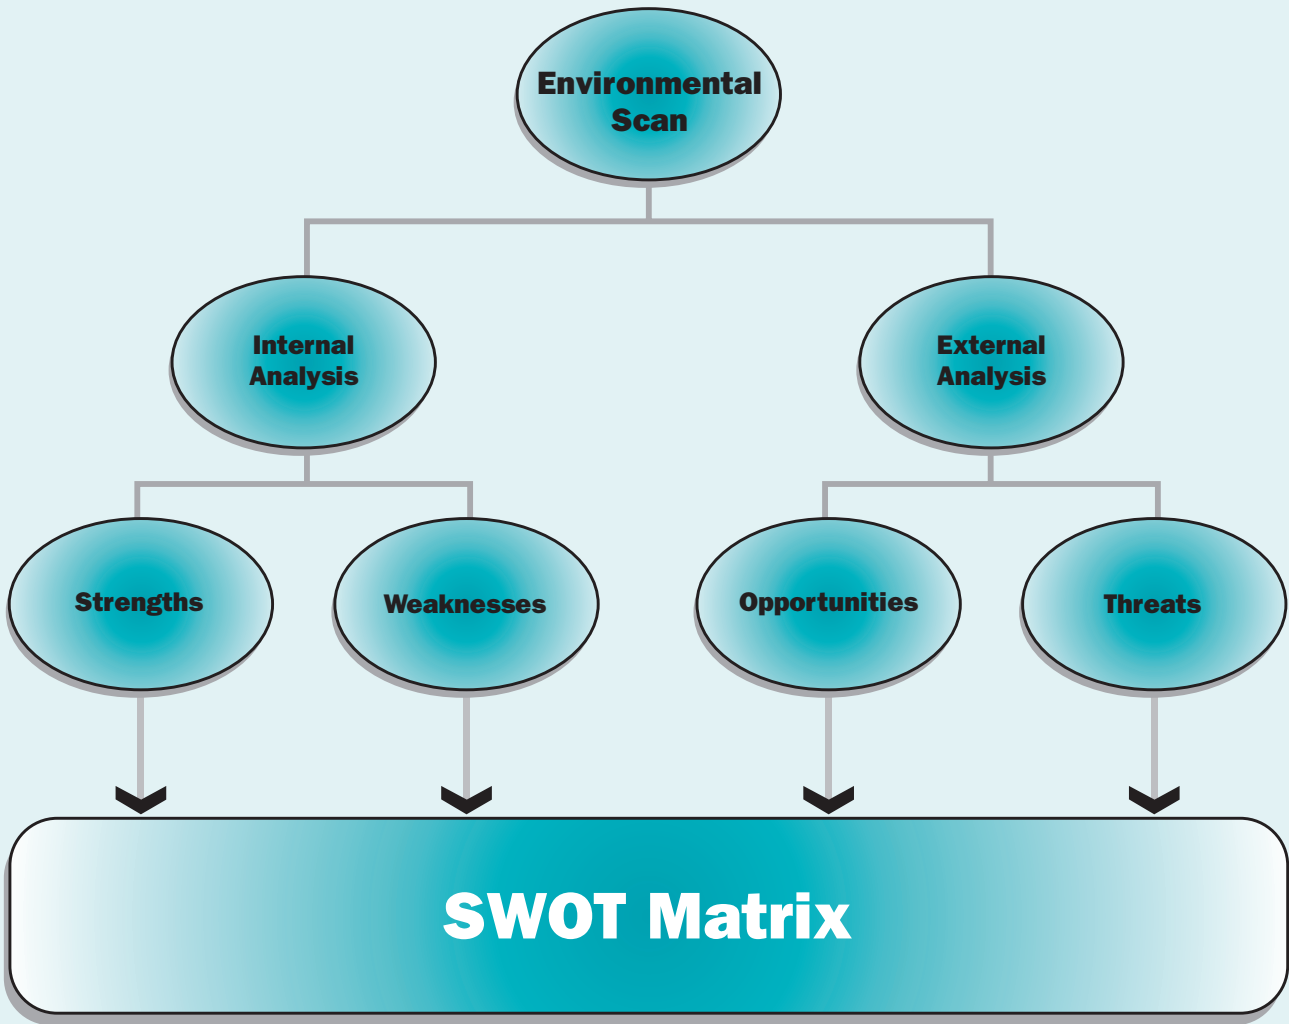 Environmental
Scan
Internal
Analysis
External
Analysis
Strengths
Weaknesses
Opportunities
Threats
SWOT Matrix